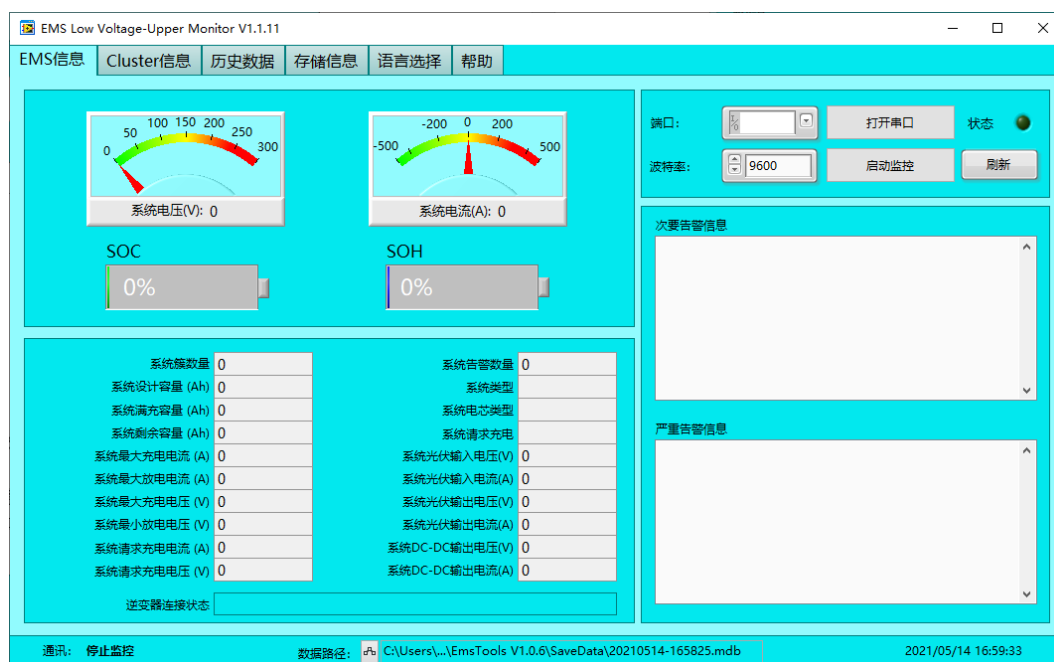 EMS Low Voltage-Upper Monitor V1.1.11
EMS信息 Cluster信息 历史数据 存储信息 语言选择 帮助
0 50 100 150 200 250 300
系统电压(V): 0
-500 -200 0 200 500
系统电流(A): 0
SOC
0%
SOH
0%
端口:
I/O
打开串口
状态
波特率:
9600
启动监控
刷新
次要告警信息
严重告警信息
系统簇数量 0
系统设计容量 (Ah) 0
系统满充容量 (Ah) 0
系统剩余容量 (Ah) 0
系统最大充电电流 (A) 0
系统最大放电电流 (A) 0
系统最大充电电压 (V) 0
系统最小放电电压 (V) 0
系统请求充电电流 (A) 0
系统请求充电电压 (V) 0
系统告警数量 0
系统类型
系统电芯类型
系统请求充电
系统光伏输入电压(V) 0
系统光伏输入电流(A) 0
系统光伏输出电压(V) 0
系统光伏输出电流(A) 0
系统DC-DC输出电压(V) 0
系统DC-DC输出电流(A) 0
逆变器连接状态
通讯: 停止监控
数据路径: C:\Users\...\EmsTools V1.0.6\SaveData\20210514-165825.mdb
2021/05/14 16:59:33